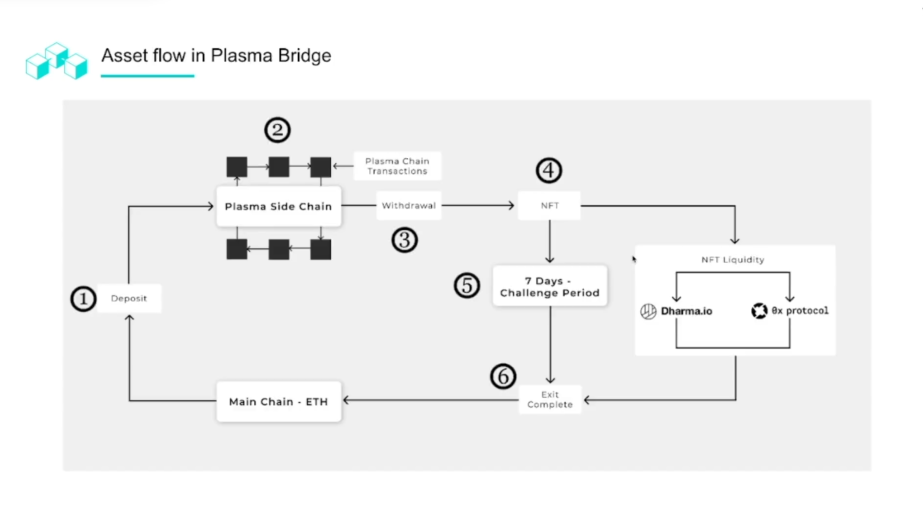 Asset flow in Plasma Bridge
②
Plasma Chain
Transactions
④
Plasma Side Chain
Withdrawal
NFT
③
NFT Liquidity
①
Deposit
⑤
7 Days -
Challenge Period
Dharma.io
0x protocol
⑥
Main Chain - ETH
Exit
Complete